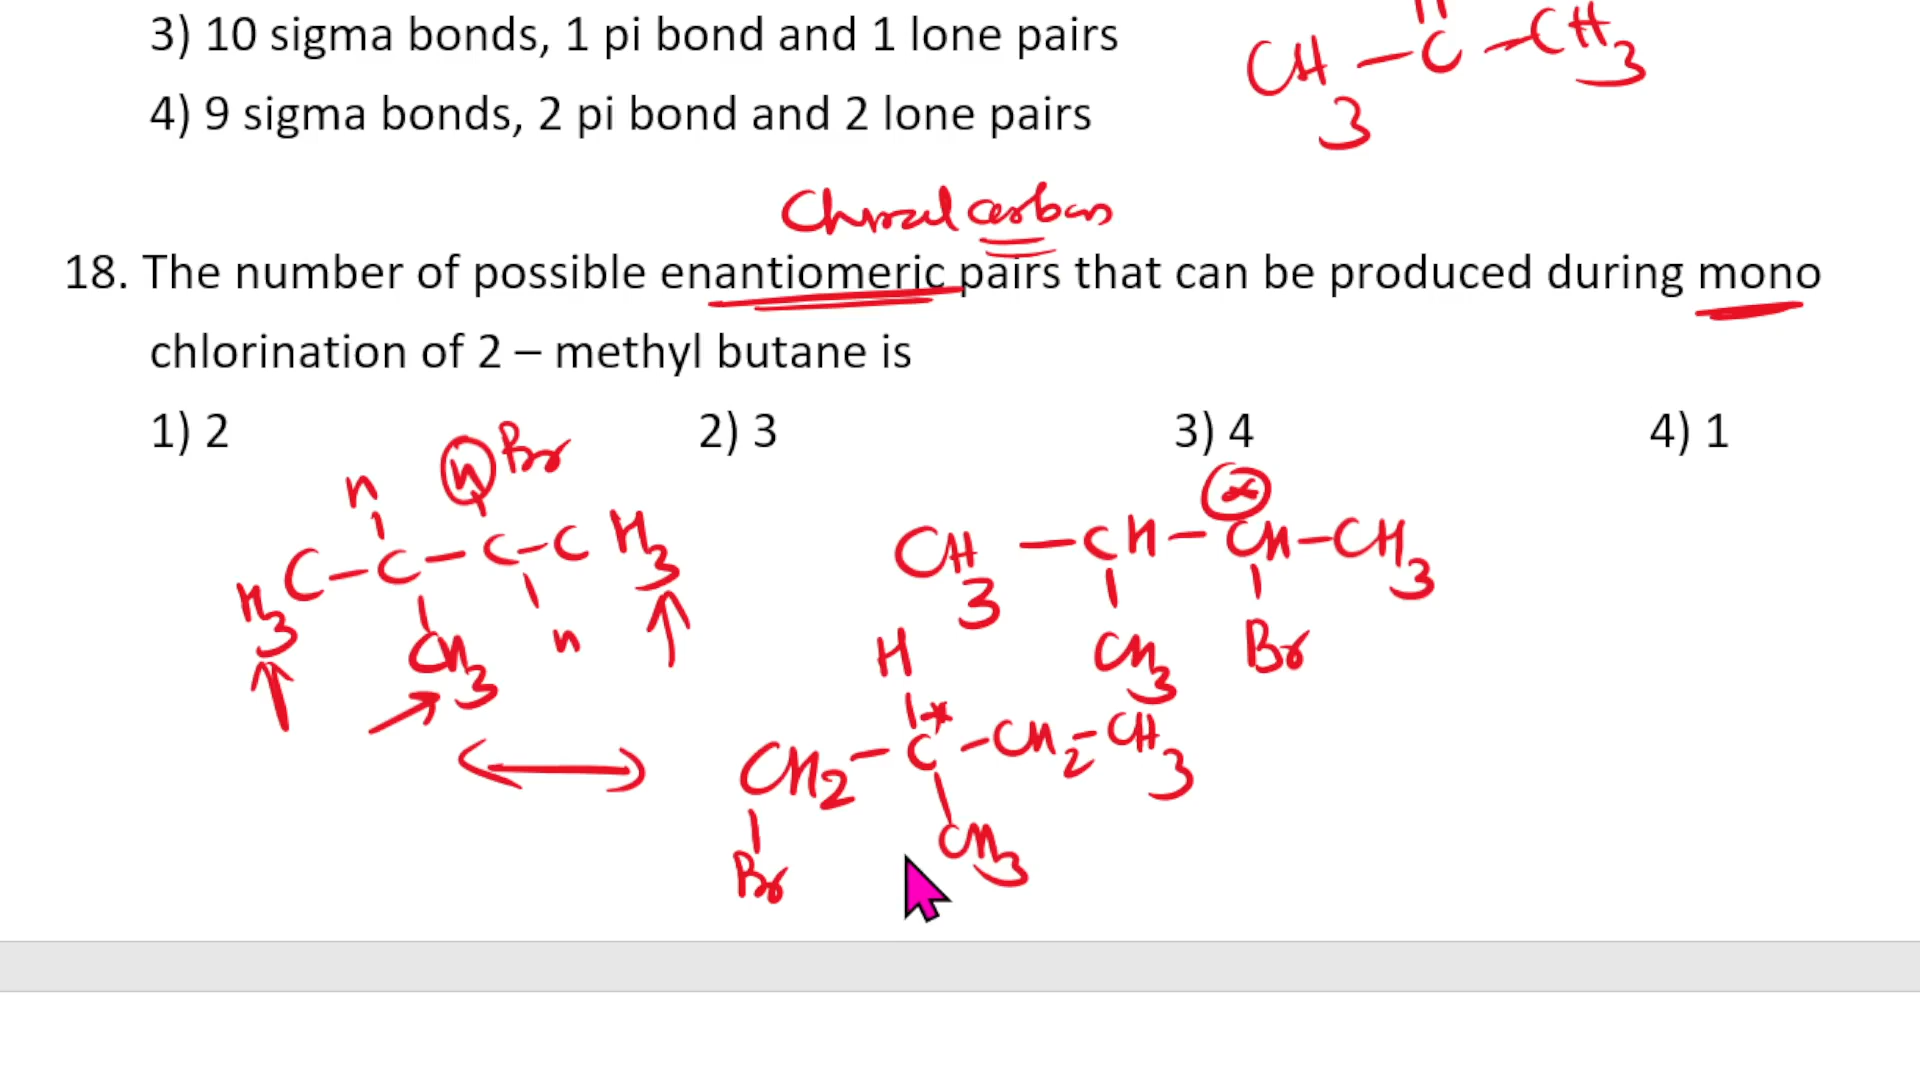 3) 10 sigma bonds, 1 pi bond and 1 lone pairs
CH3 – C – CH3
4) 9 sigma bonds, 2 pi bond and 2 lone pairs
Chiral carbon
18. The number of possible enantiomeric pairs that can be produced during mono
chlorination of 2 – methyl butane is
1) 2 2) 3 3) 4 4) 1
H H Br
H3C – C – C – C H3
CH3 H
*
CH3 – CH – CH – CH3
CH3 Br
H
*
CH2 – C – CH2 – CH3
Br CH3